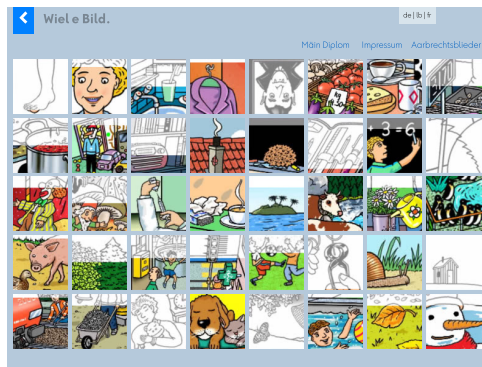 Wiel e Bild.
de | lb | fr
Mäin Diplom Impressum Aarbrechtsblieder
+ 3 = 6